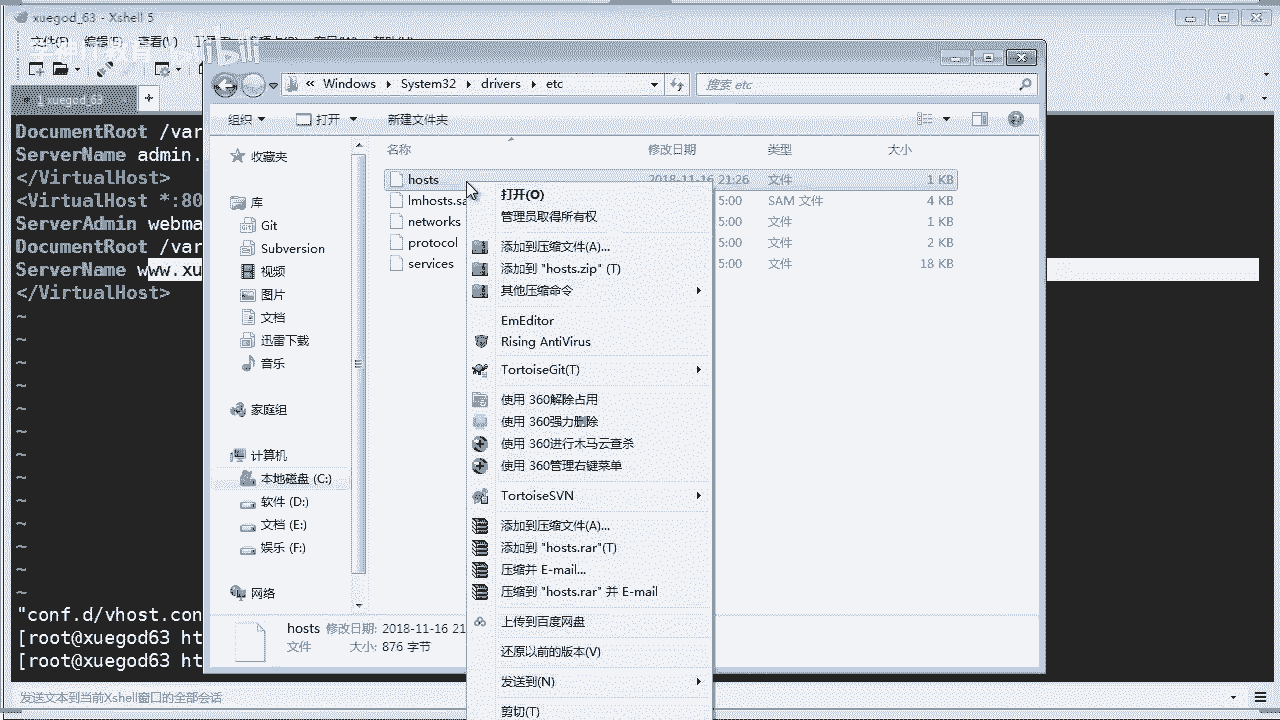 xuegod_63 - Xshell 5
文件(F)
编辑(E)
查看(V)
1 xuegod_63
+
DocumentRoot /var
ServerName admin.
</VirtualHost>
<VirtualHost *:80
ServerAdmin webma
DocumentRoot /var
ServerName www.xu
</VirtualHost>
~
~
~
~
~
~
~
~
~
~
~
~
~
"conf.d/vhost.con
[root@xuegod63 ht
[root@xuegod63 ht
发送文本到当前Xshell窗口的全部会话
« Windows ▸ System32 ▸ drivers ▸ etc
搜索 etc
组织
打开
新建文件夹
收藏夹
库
Git
Subversion
视频
图片
文档
迅雷下载
音乐
家庭组
计算机
本地磁盘 (C:)
软件 (D:)
文档 (E:)
娱乐 (F:)
网络
名称 修改日期 类型 大小
hosts 2018-11-16 21:26 文件 1 KB
lmhosts.sa 5:00 SAM 文件 4 KB
networks 5:00 文件 1 KB
protocol 5:00 文件 2 KB
services 5:00 文件 18 KB
打开(O)
管理员取得所有权
添加到压缩文件(A)...
添加到 "hosts.zip" (T)
其他压缩命令
EmEditor
Rising AntiVirus
TortoiseGit(T)
使用 360解除占用
使用 360强力删除
使用 360进行木马云查杀
使用 360管理右键菜单
TortoiseSVN
添加到压缩文件(A)...
添加到 "hosts.rar"(T)
压缩并 E-mail...
压缩到 "hosts.rar" 并 E-mail
上传到百度网盘
还原以前的版本(V)
发送到(N)
剪切(T)
hosts 修改日期: 2018-11-16 21
文件 大小: 876 字节